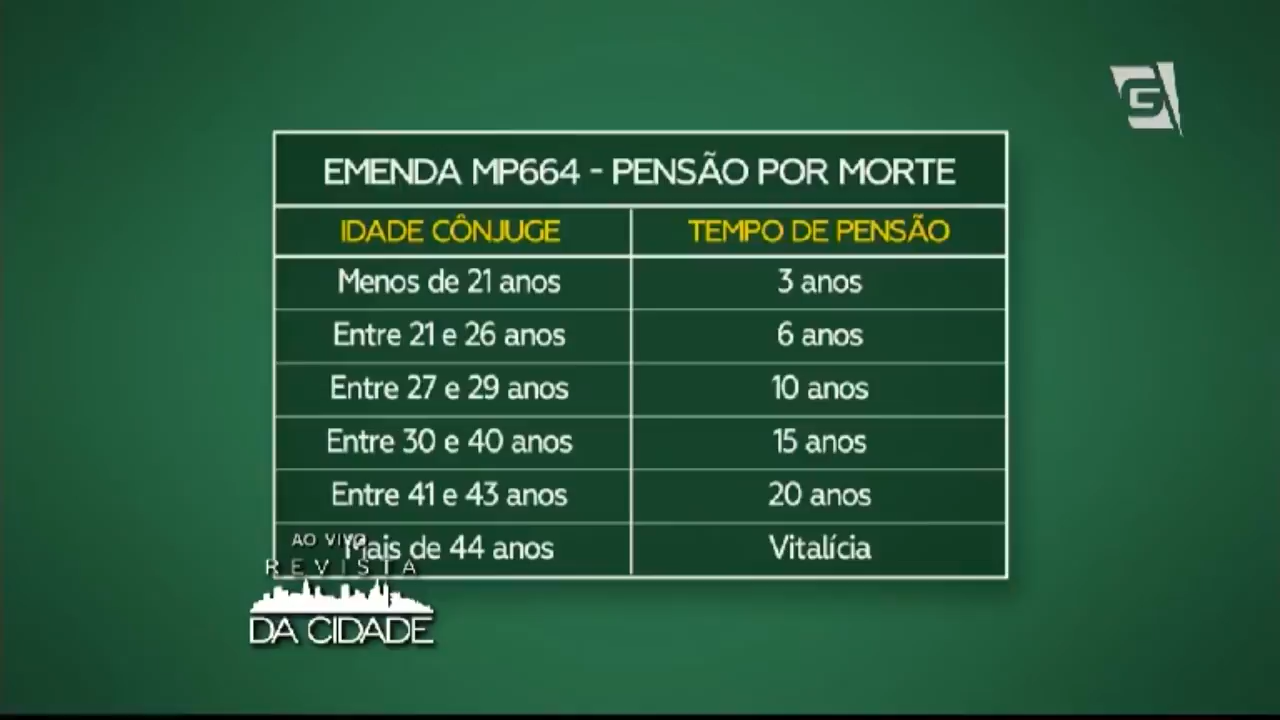 EMENDA MP664 - PENSÃO POR MORTE
IDADE CÔNJUGE TEMPO DE PENSÃO
Menos de 21 anos 3 anos
Entre 21 e 26 anos 6 anos
Entre 27 e 29 anos 10 anos
Entre 30 e 40 anos 15 anos
Entre 41 e 43 anos 20 anos
Mais de 44 anos Vitalícia
AO VIVO
REVISTA
DA CIDADE
G